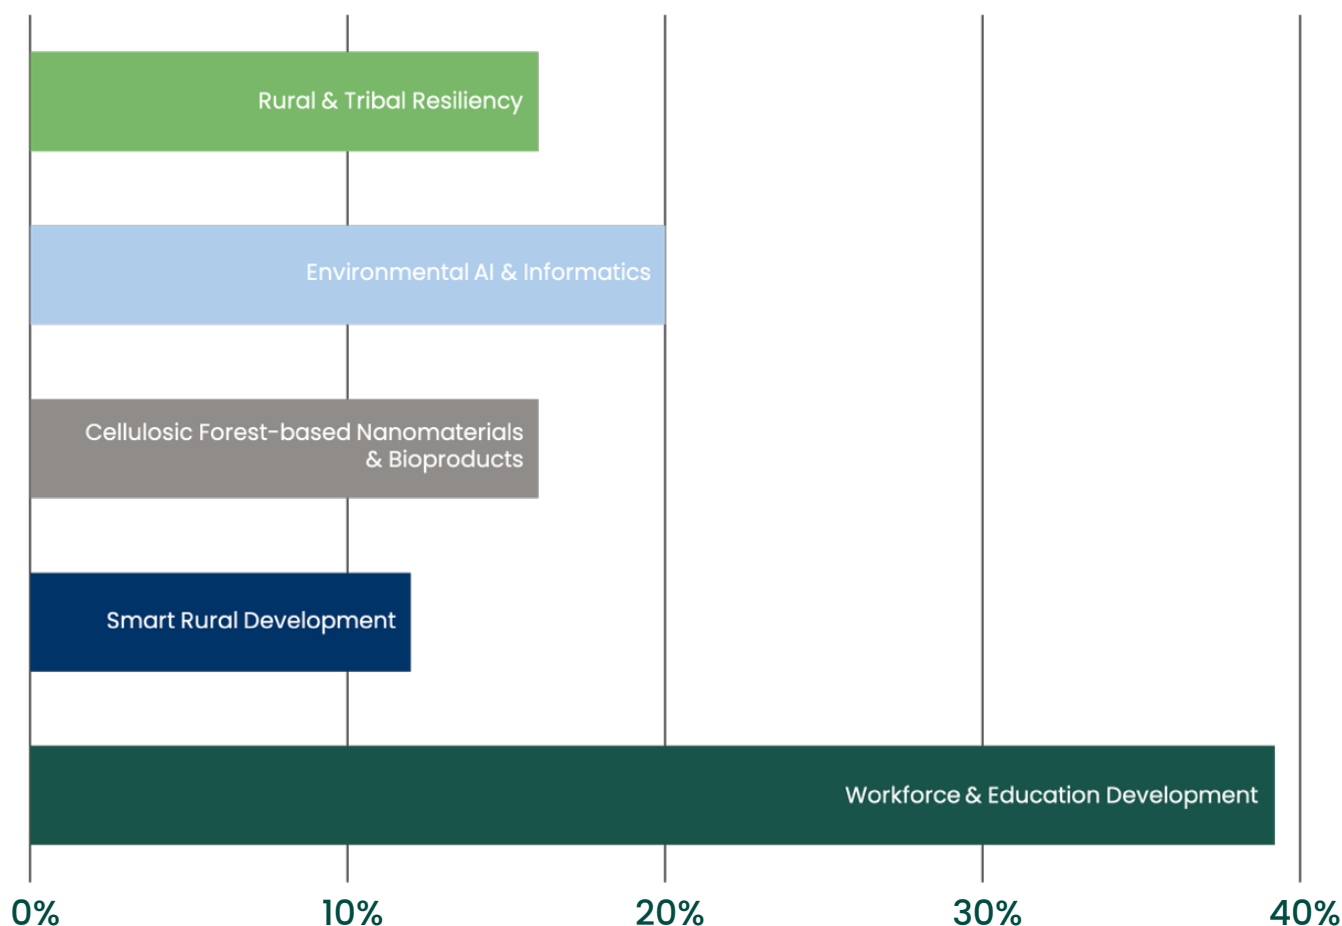 Rural & Tribal Resiliency
Environmental AI & Informatics
Cellulosic Forest-based Nanomaterials
& Bioproducts
Smart Rural Development
Workforce & Education Development
0% 10% 20% 30% 40%